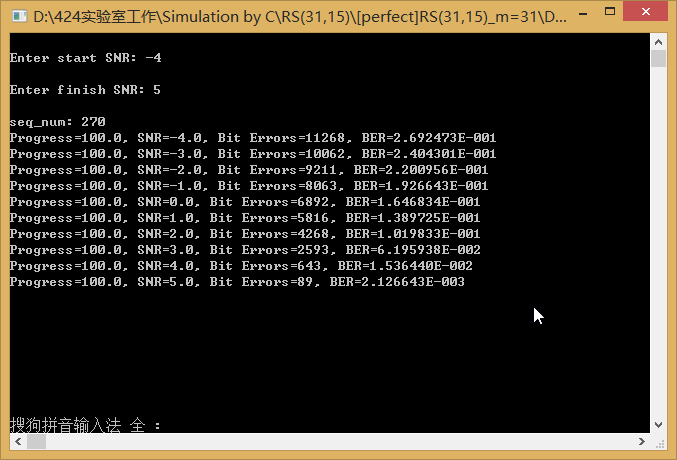 D:\424实验室工作\Simulation by C\RS(31,15)\[perfect]RS(31,15)_m=31\D...
Enter start SNR: -4
Enter finish SNR: 5
seq_num: 270
Progress=100.0, SNR=-4.0, Bit Errors=11268, BER=2.692473E-001
Progress=100.0, SNR=-3.0, Bit Errors=10062, BER=2.404301E-001
Progress=100.0, SNR=-2.0, Bit Errors=9211, BER=2.200956E-001
Progress=100.0, SNR=-1.0, Bit Errors=8063, BER=1.926643E-001
Progress=100.0, SNR=0.0, Bit Errors=6892, BER=1.646834E-001
Progress=100.0, SNR=1.0, Bit Errors=5816, BER=1.389725E-001
Progress=100.0, SNR=2.0, Bit Errors=4268, BER=1.019833E-001
Progress=100.0, SNR=3.0, Bit Errors=2593, BER=6.195938E-002
Progress=100.0, SNR=4.0, Bit Errors=643, BER=1.536440E-002
Progress=100.0, SNR=5.0, Bit Errors=89, BER=2.126643E-003
搜狗拼音输入法 全 :